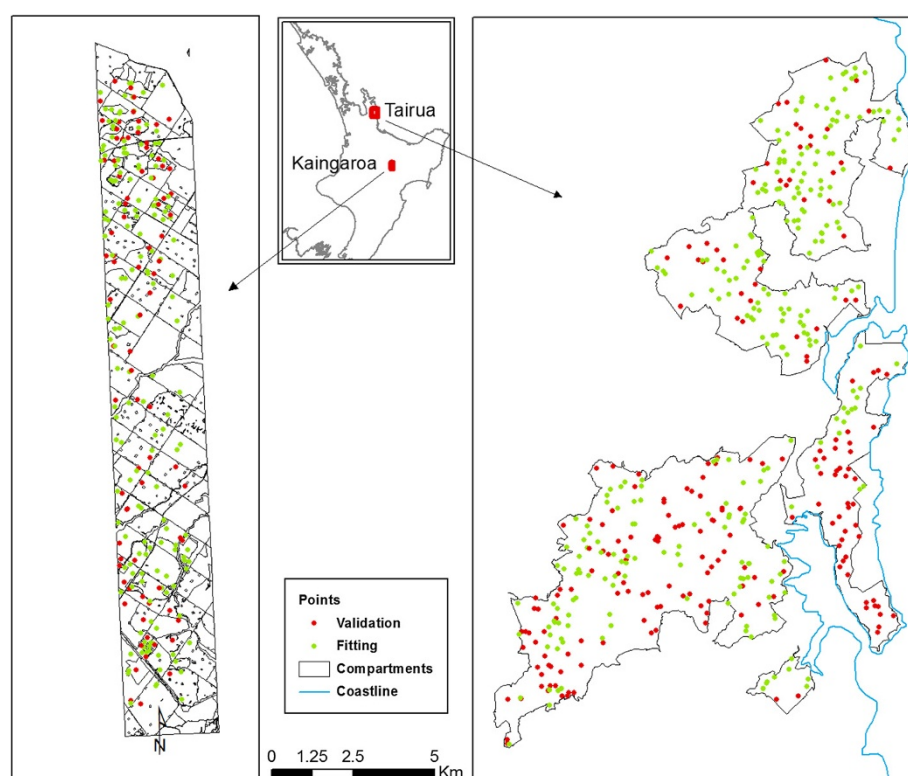 Tairua
Kaingaroa
Points
Validation
Fitting
Compartments
Coastline
N
0 1.25 2.5 5
Km